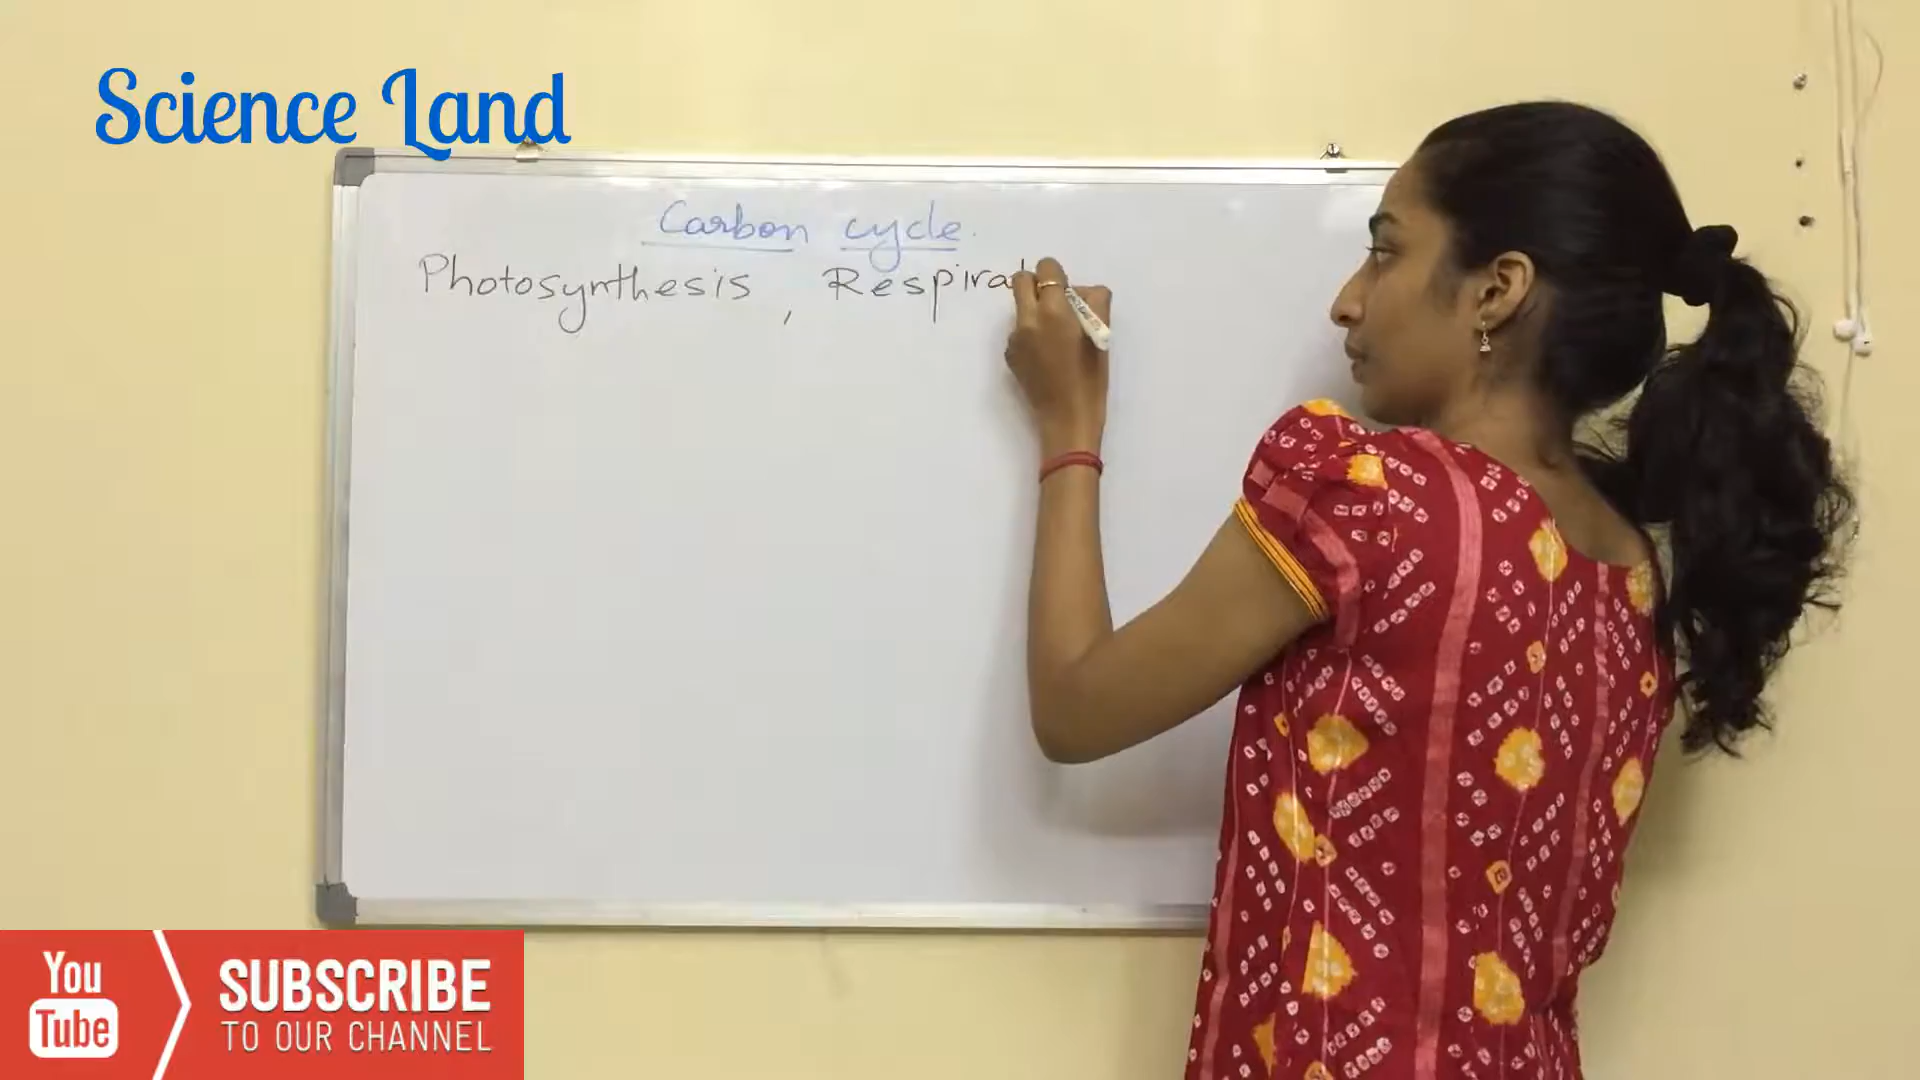 Science Land
Carbon cycle.
Photosynthesis, Respirat
You
Tube
SUBSCRIBE
TO OUR CHANNEL